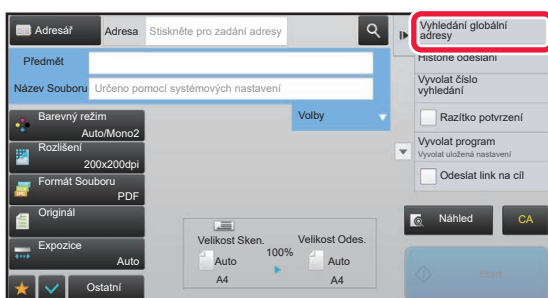 Adresář
Adresa
Stiskněte pro zadání adresy
Předmět
Název Souboru
Určeno pomocí systémových nastavení
Volby
Barevný režim
Auto/Mono2
Rozlišení
200x200dpi
Formát Souboru
PDF
Originál
Expozice
Auto
Ostatní
Velikost Sken.
Auto
A4
100%
Velikost Odes.
Auto
A4
Vyhledání globální
adresy
Historie odeslání
Vyvolat číslo
vyhledání
Razítko potvrzení
Vyvolat program
Vyvolat uložená nastavení
Odeslat link na cíl
Náhled
CA
Start